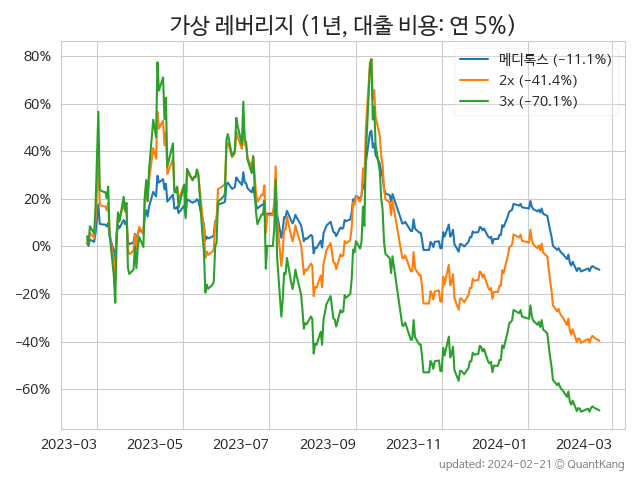 가상 레버리지 (1년, 대출 비용: 연 5%)
메디톡스 (−11.1%)
2x (−41.4%)
3x (−70.1%)
80%
60%
40%
20%
0%
−20%
−40%
−60%
2023-03 2023-05 2023-07 2023-09 2023-11 2024-01 2024-03
updated: 2024-02-21 © QuantKang